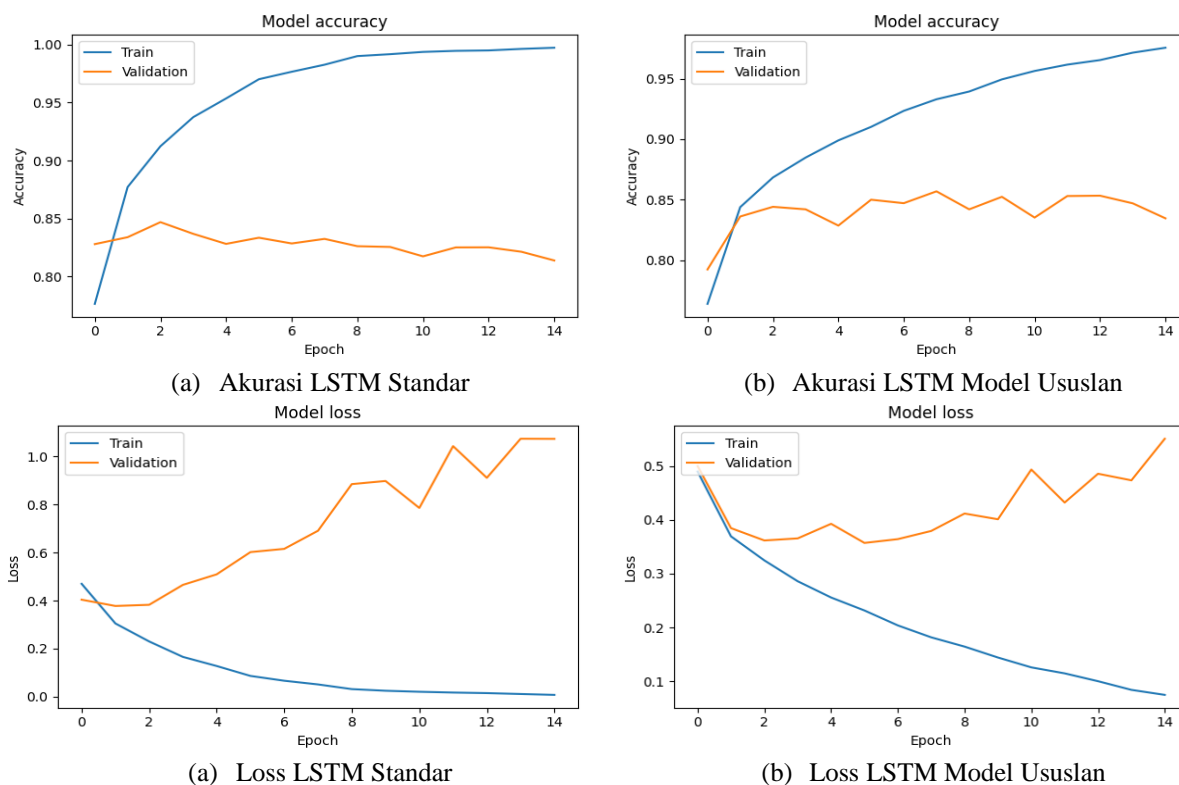 Model accuracy
Train
Validation
1.00
0.95
0.90
0.85
0.80
Accuracy
0 2 4 6 8 10 12 14
Epoch
(a) Akurasi LSTM Standar
Model accuracy
Train
Validation
0.95
0.90
0.85
0.80
Accuracy
0 2 4 6 8 10 12 14
Epoch
(b) Akurasi LSTM Model Ususlan
Model loss
Train
Validation
1.0
0.8
0.6
0.4
0.2
0.0
Loss
0 2 4 6 8 10 12 14
Epoch
(a) Loss LSTM Standar
Model loss
Train
Validation
0.5
0.4
0.3
0.2
0.1
Loss
0 2 4 6 8 10 12 14
Epoch
(b) Loss LSTM Model Ususlan